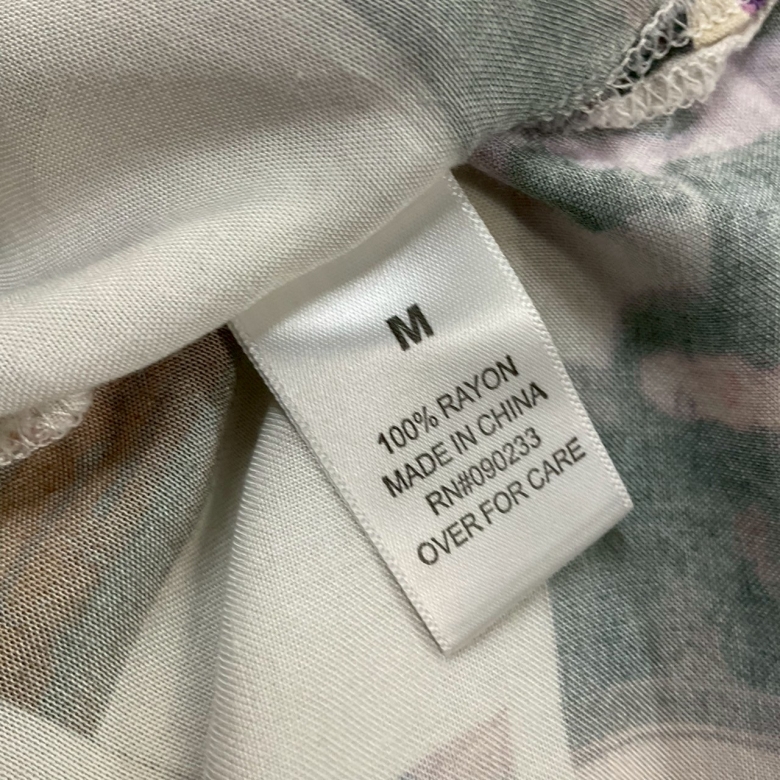 M
100% RAYON
MADE IN CHINA
RN#090233
OVER FOR CARE